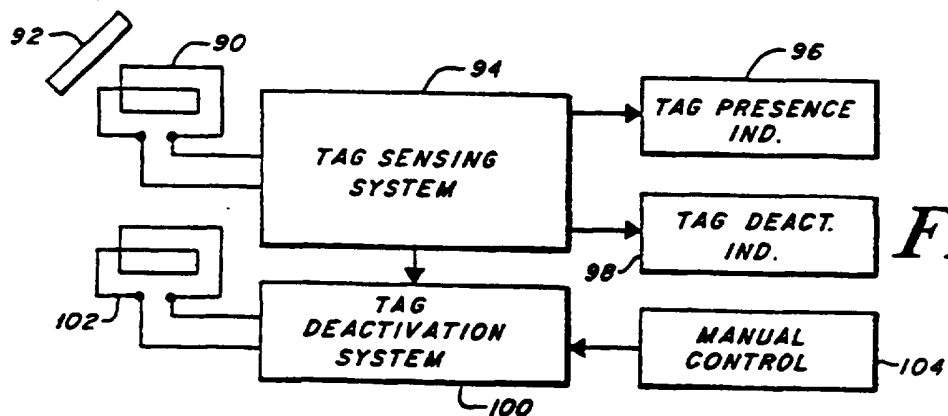 92
90
94
96
TAG PRESENCE
IND.
TAG SENSING
SYSTEM
TAG DEACT.
IND.
98
102
TAG
DEACTIVATION
SYSTEM
100
MANUAL
CONTROL
104